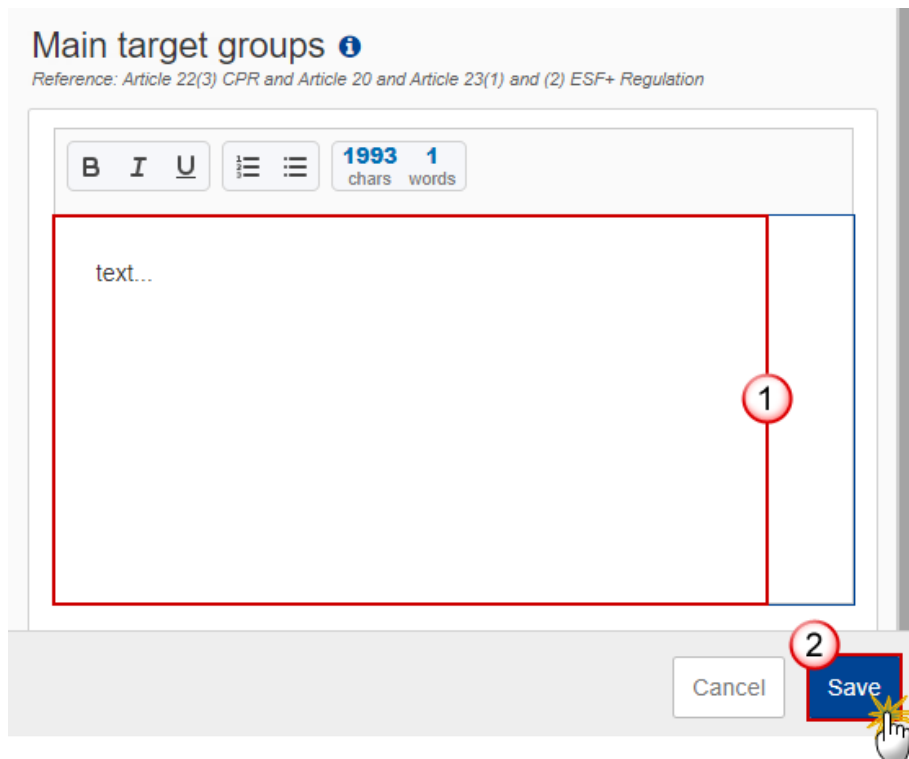 Main target groups
Reference: Article 22(3) CPR and Article 20 and Article 23(1) and (2) ESF+ Regulation
B I U 1993 chars 1 words
text...
1
2
Cancel Save